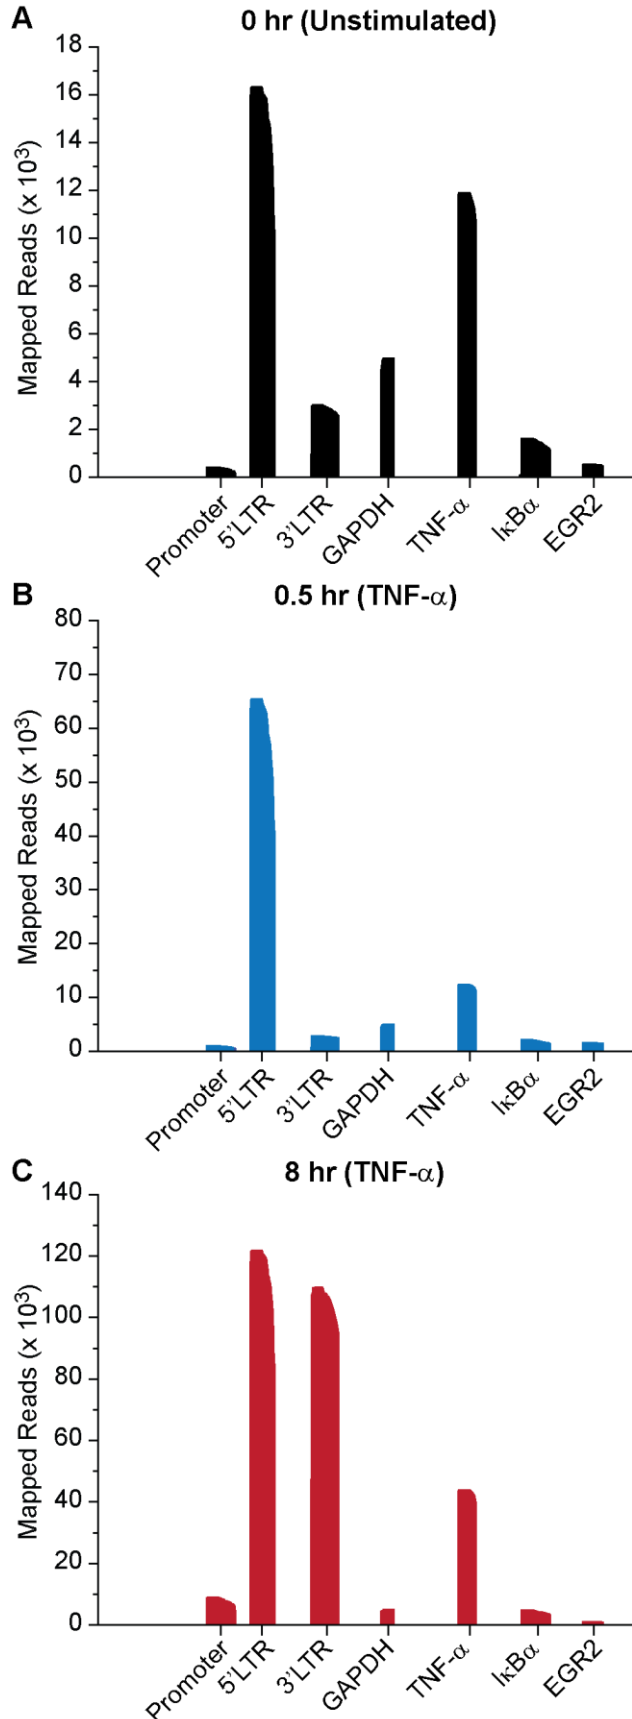 A
0 hr (Unstimulated)
Mapped Reads (x 10³)
18
16
14
12
10
8
6
4
2
0
Promoter
5'LTR
3'LTR
GAPDH
TNF-α
IκBα
EGR2
B
0.5 hr (TNF-α)
Mapped Reads (x 10³)
80
70
60
50
40
30
20
10
0
Promoter
5'LTR
3'LTR
GAPDH
TNF-α
IκBα
EGR2
C
8 hr (TNF-α)
Mapped Reads (x 10³)
140
120
100
80
60
40
20
0
Promoter
5'LTR
3'LTR
GAPDH
TNF-α
IκBα
EGR2